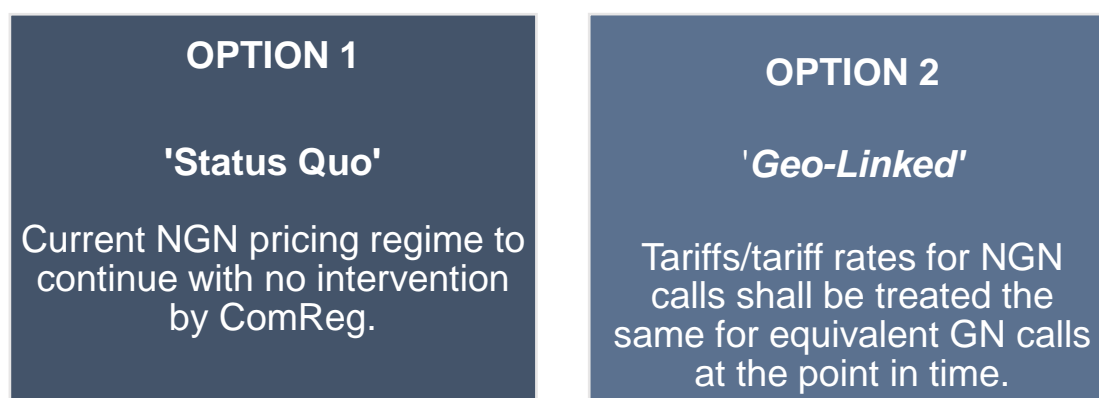 OPTION 1
'Status Quo'
Current NGN pricing regime to
continue with no intervention
by ComReg.
OPTION 2
'Geo-Linked'
Tariffs/tariff rates for NGN
calls shall be treated the
same for equivalent GN calls
at the point in time.